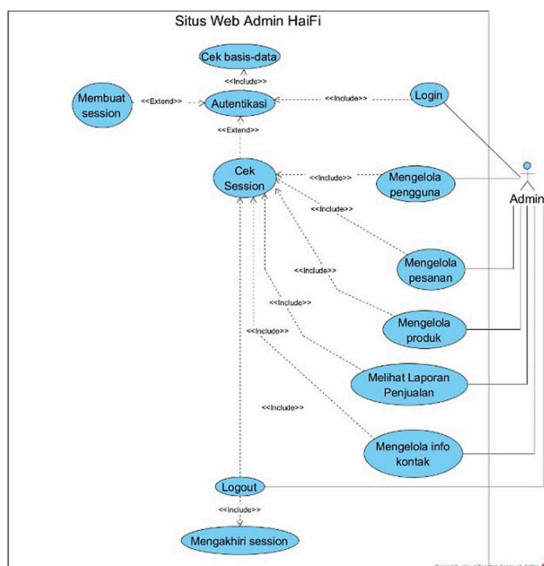 Situs Web Admin HaiFi
Cek basis-data
<<Include>>
Membuat
session
<<Extend>>
Autentikasi
<<Include>>
Login
<<Extend>>
Cek
Session
<<Include>>
Mengelola
pengguna
Admin
<<Include>>
Mengelola
pesanan
<<Include>>
Mengelola
produk
<<Include>>
Melihat Laporan
Penjualan
<<Include>>
Mengelola info
kontak
Logout
<<Include>>
Mengakhiri session